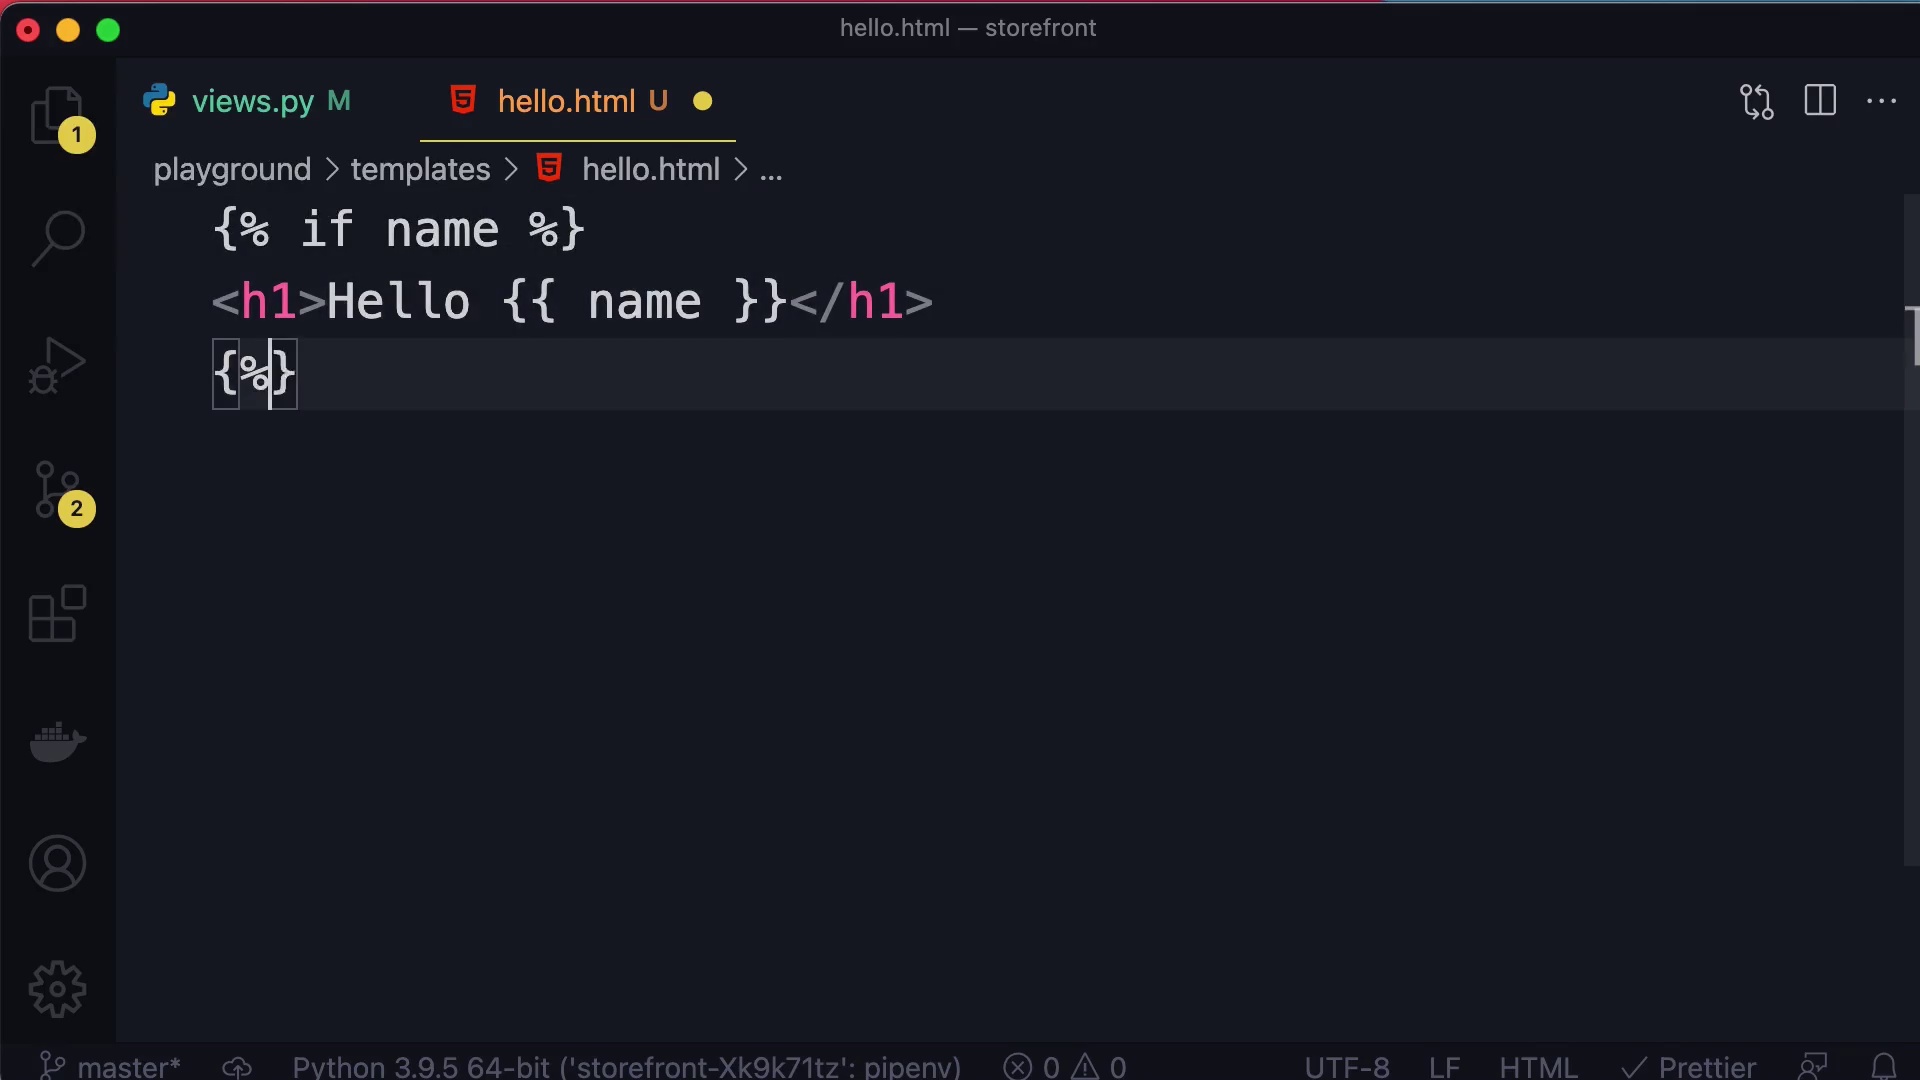 hello.html — storefront
views.py M
hello.html U
playground > templates > hello.html > ...
{% if name %}
<h1>Hello {{ name }}</h1>
{%}
1
2
master*
Python 3.9.5 64-bit ('storefront-Xk9k71tz': pipenv)
0
0
UTF-8
LF
HTML
Prettier